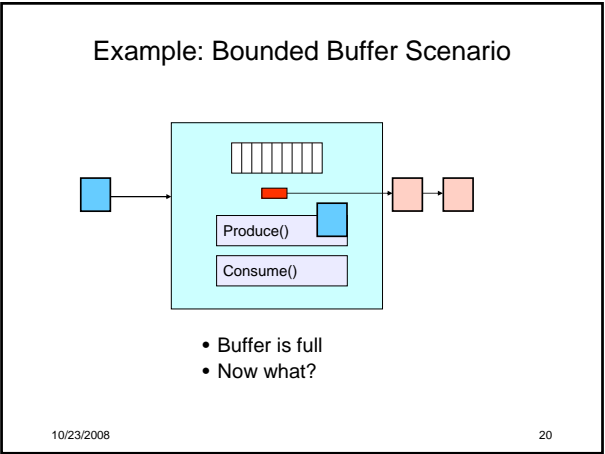 Example: Bounded Buffer Scenario
Produce()
Consume()
• Buffer is full
• Now what?
10/23/2008
20